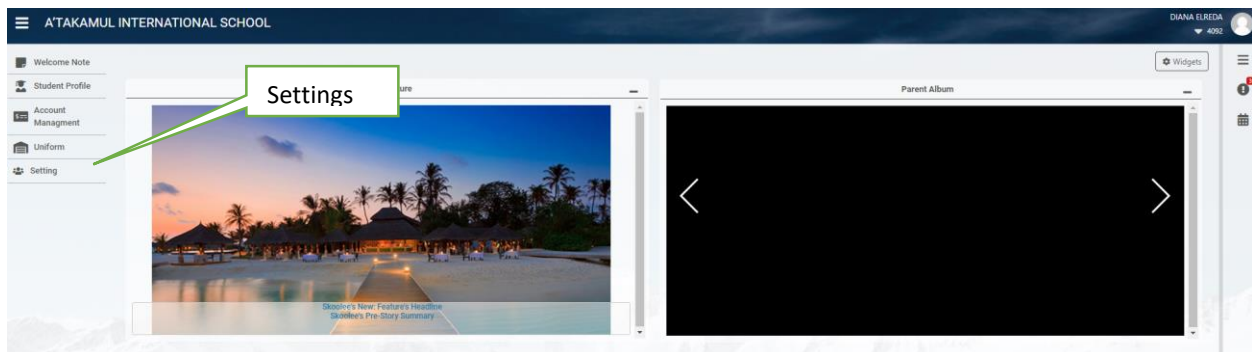 A'TAKAMUL INTERNATIONAL SCHOOL
DIANA ELREDA
4092
Welcome Note
Widgets
Student Profile
Settings
ure
Parent Album
Account
Managment
Uniform
Setting
Skoolee's New: Feature's Headline
Skoolee's Pre-Story Summary